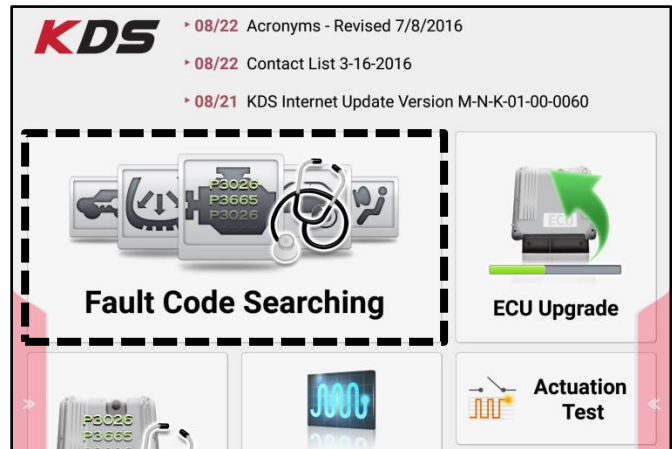 KDS
08/22 Acronyms - Revised 7/8/2016
08/22 Contact List 3-16-2016
08/21 KDS Internet Update Version M-N-K-01-00-0060
P3026
P3665
P3026
Fault Code Searching
ECU
ECU Upgrade
P3026
P3665
Actuation
Test